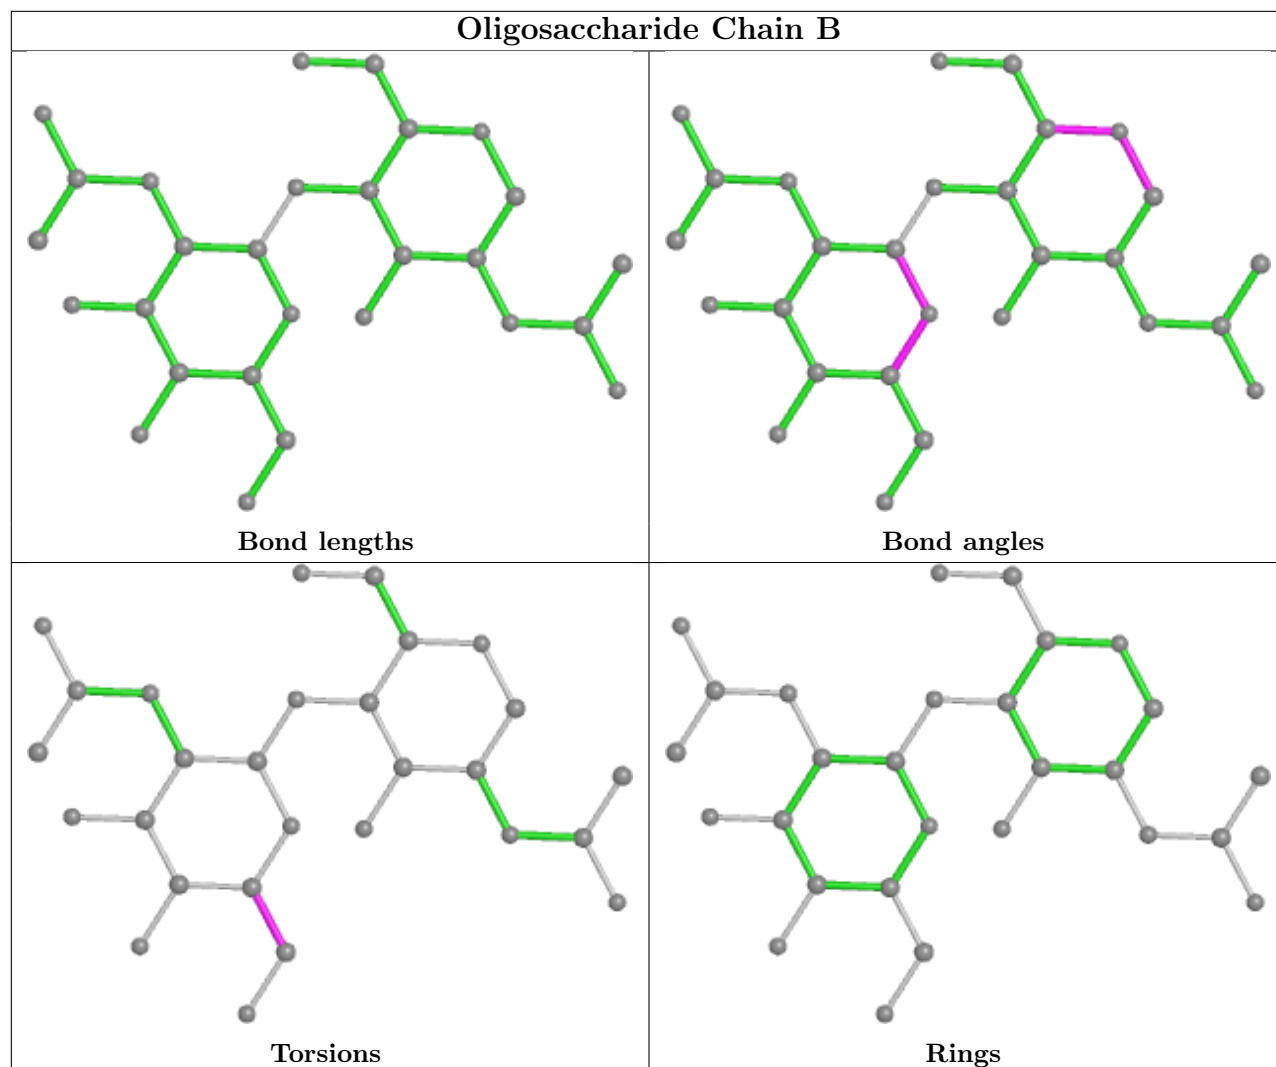 Oligosaccharide Chain B
Bond lengths
Bond angles
Torsions
Rings